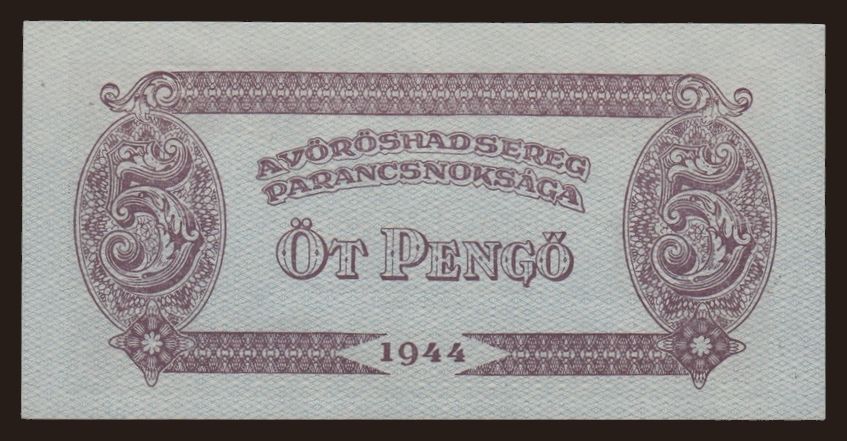 A VÖRÖSHADSEREG
PARANCSNOKSÁGA
5 5
ÖT PENGŐ
1944